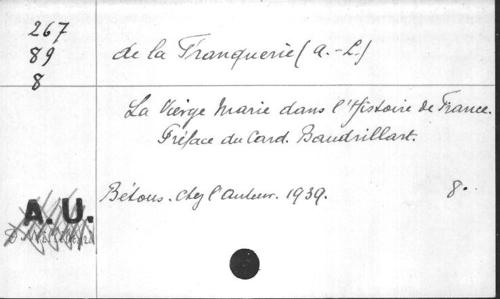 267
89
8
de la Franquerie (A.-L.)
La Vierge Marie dans l'Histoire de France.
Préface du Card. Baudrillart.
Bétous. chez l'auteur. 1939. 8°.
A.U.